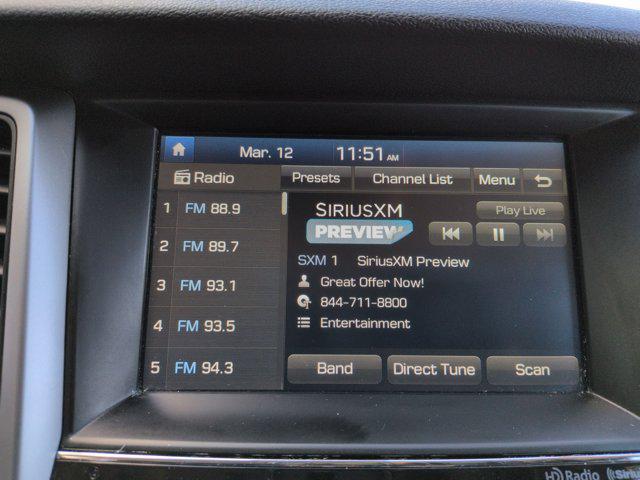 Mar. 12 11:51 AM
Radio Presets Channel List Menu
1 FM 88.9
2 FM 89.7
3 FM 93.1
4 FM 93.5
5 FM 94.3
SIRIUSXM
PREVIEW
Play Live
SXM 1 SiriusXM Preview
Great Offer Now!
844-711-8800
Entertainment
Band Direct Tune Scan
HD Radio